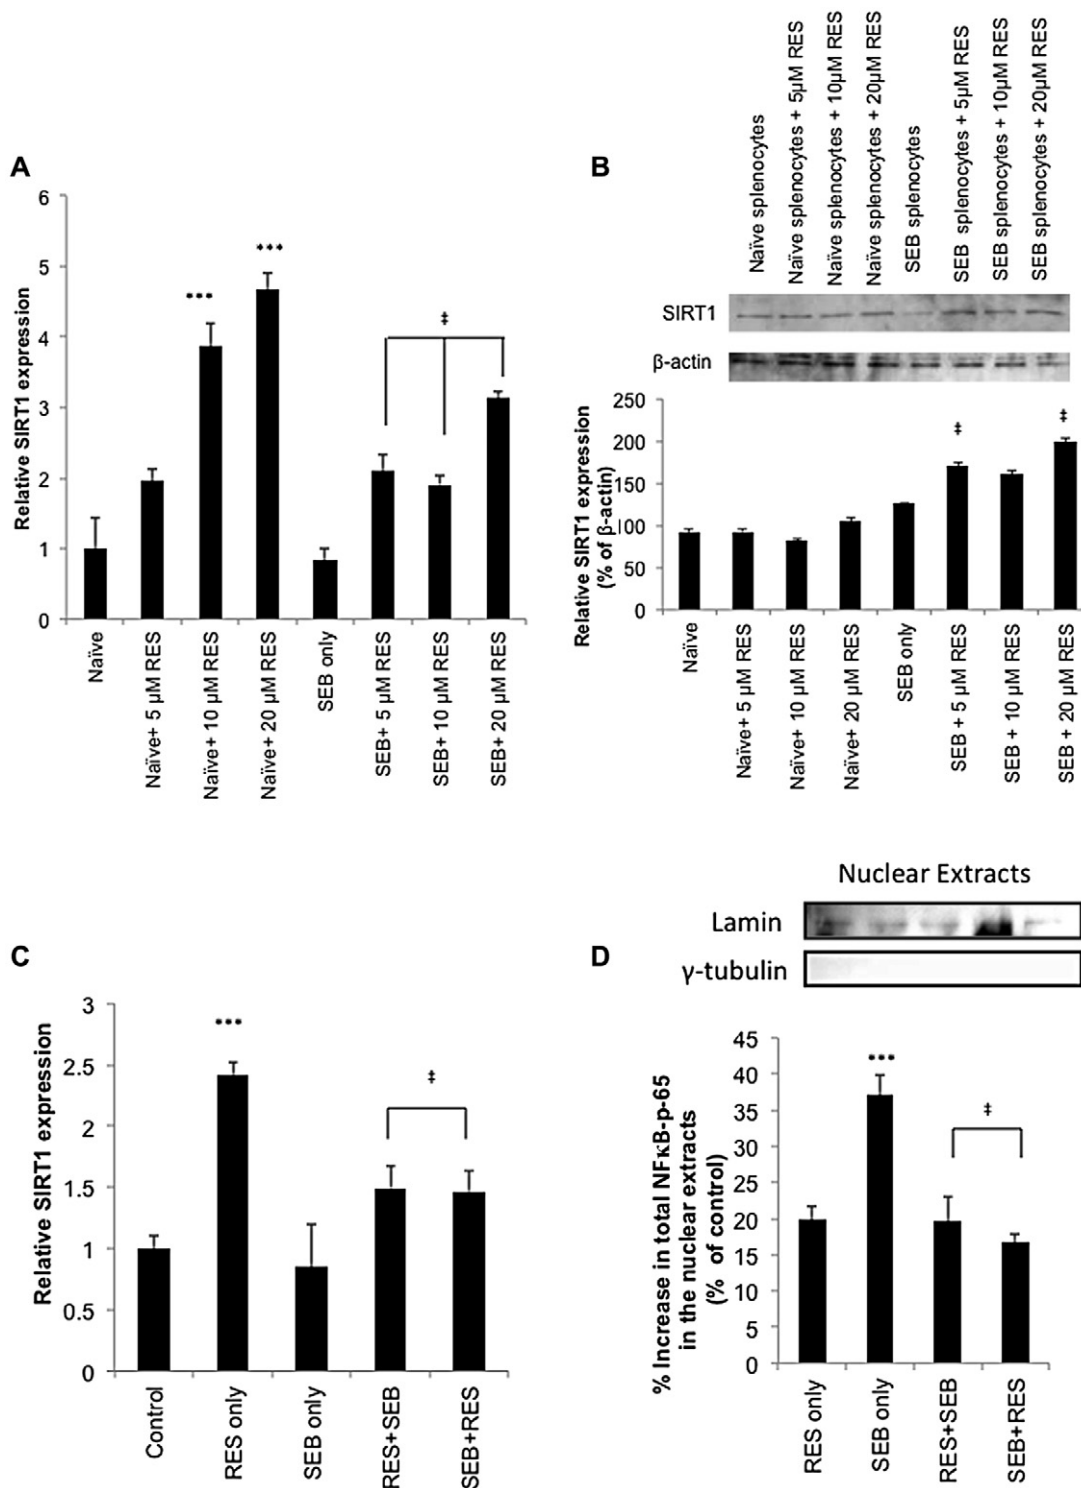 A
Relative SIRT1 expression
6
5
4
3
2
1
0
***
***
‡
Naïve
Naïve+ 5 µM RES
Naïve+ 10 µM RES
Naïve+ 20 µM RES
SEB only
SEB+ 5 µM RES
SEB+ 10 µM RES
SEB+ 20 µM RES
B
Naïve splenocytes
Naïve splenocytes + 5µM RES
Naïve splenocytes + 10µM RES
Naïve splenocytes + 20µM RES
SEB splenocytes
SEB splenocytes + 5µM RES
SEB splenocytes + 10µM RES
SEB splenocytes + 20µM RES
SIRT1
β-actin
Relative SIRT1 expression
(% of β-actin)
250
200
150
100
50
0
‡
‡
Naïve
Naïve+ 5 µM RES
Naïve+ 10 µM RES
Naïve+ 20 µM RES
SEB only
SEB + 5 µM RES
SEB + 10 µM RES
SEB + 20 µM RES
C
Relative SIRT1 expression
3
2.5
2
1.5
1
0.5
0
***
‡
Control
RES only
SEB only
RES+SEB
SEB+RES
D
Nuclear Extracts
Lamin
γ-tubulin
% Increase in total NFκB-p-65
in the nuclear extracts
(% of control)
45
40
35
30
25
20
15
10
5
0
***
‡
RES only
SEB only
RES+SEB
SEB+RES